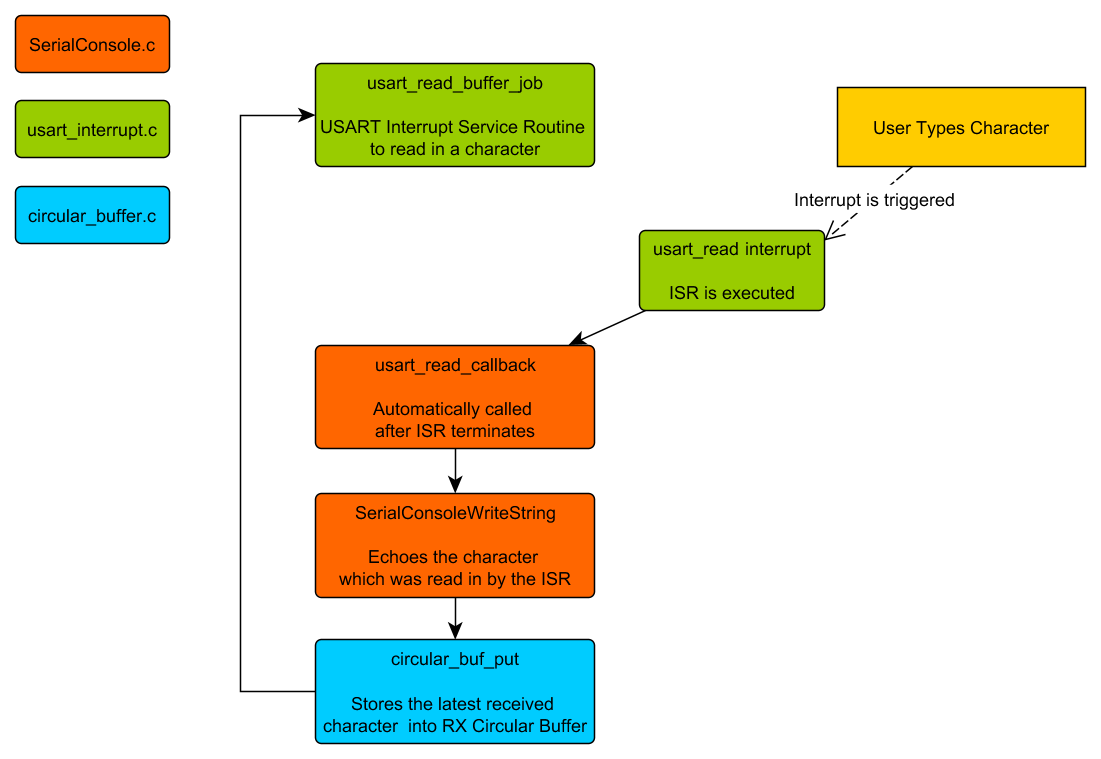 SerialConsole.c
usart_interrupt.c
circular_buffer.c
usart_read_buffer_job
USART Interrupt Service Routine
to read in a character
User Types Character
Interrupt is triggered
usart_read interrupt
ISR is executed
usart_read_callback
Automatically called
after ISR terminates
SerialConsoleWriteString
Echoes the character
which was read in by the ISR
circular_buf_put
Stores the latest received
character into RX Circular Buffer